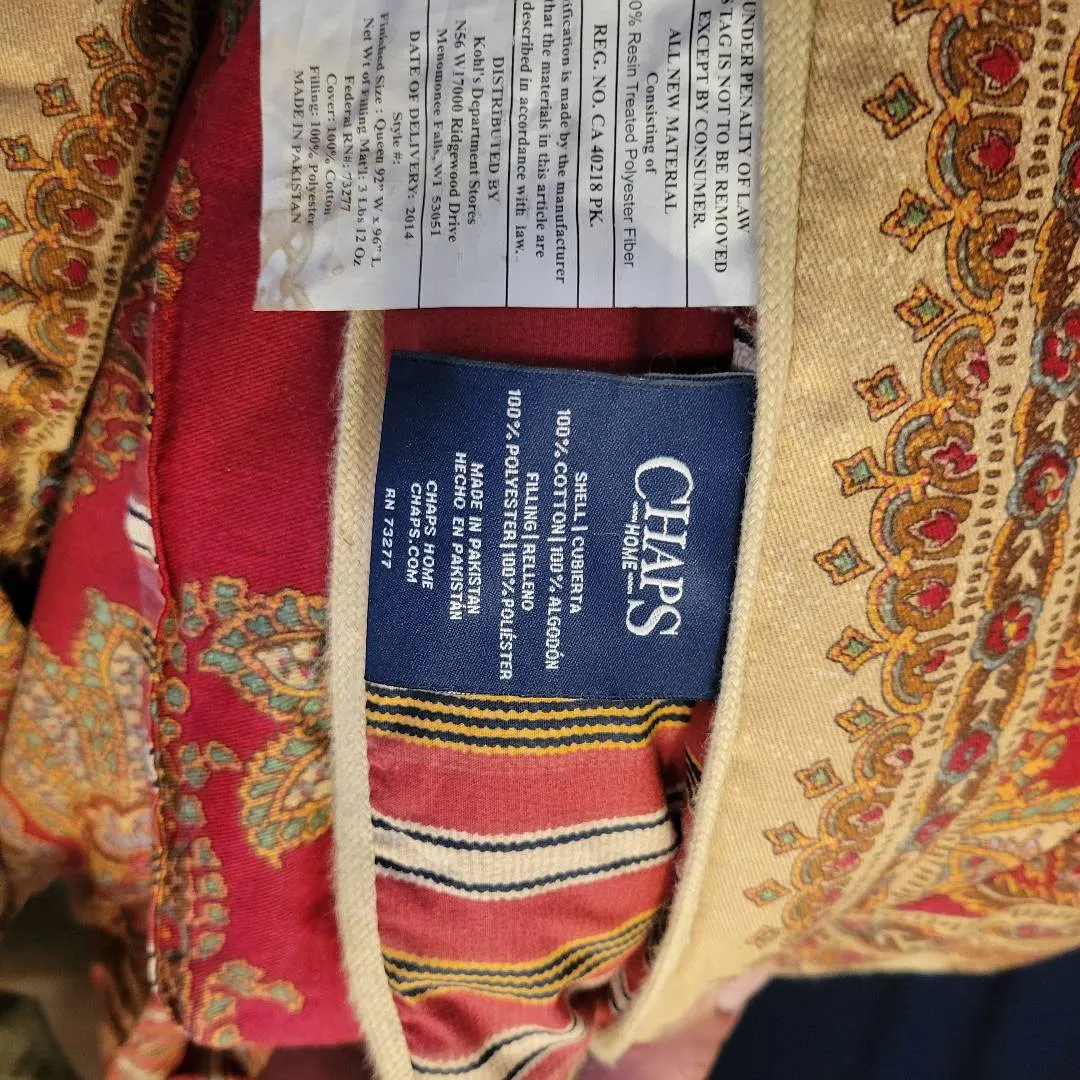 UNDER PENALTY OF LAW
TAG IS NOT TO BE REMOVED
EXCEPT BY CONSUMER.
ALL NEW MATERIAL
Consisting of
0% Resin Treated Polyester Fiber
REG. NO. CA 40218 PK.
rification is made by the manufacturer
that the materials in this article are
described in accordance with law.
DISTRIBUTED BY
Kohl's Department Stores
N56 W17000 Ridgewood Drive
Menomonee Falls, WI 53051
DATE OF DELIVERY: 2014
Style #:
Finished Size : Queen 92" W x 96" L
Net Wt of Filling Mat'l: 3 Lbs 12 Oz
Federal RN#: 73277
Cover: 100% Cotton
Filling: 100% Polyester
MADE IN PAKISTAN
CHAPS
HOME
SHELL | CUBIERTA
100% COTTON | 100% ALGODÓN
FILLING | RELLENO
100% POLYESTER | 100% POLIÉSTER
MADE IN PAKISTAN
HECHO EN PAKISTÁN
CHAPS HOME
CHAPS.COM
RN 73277